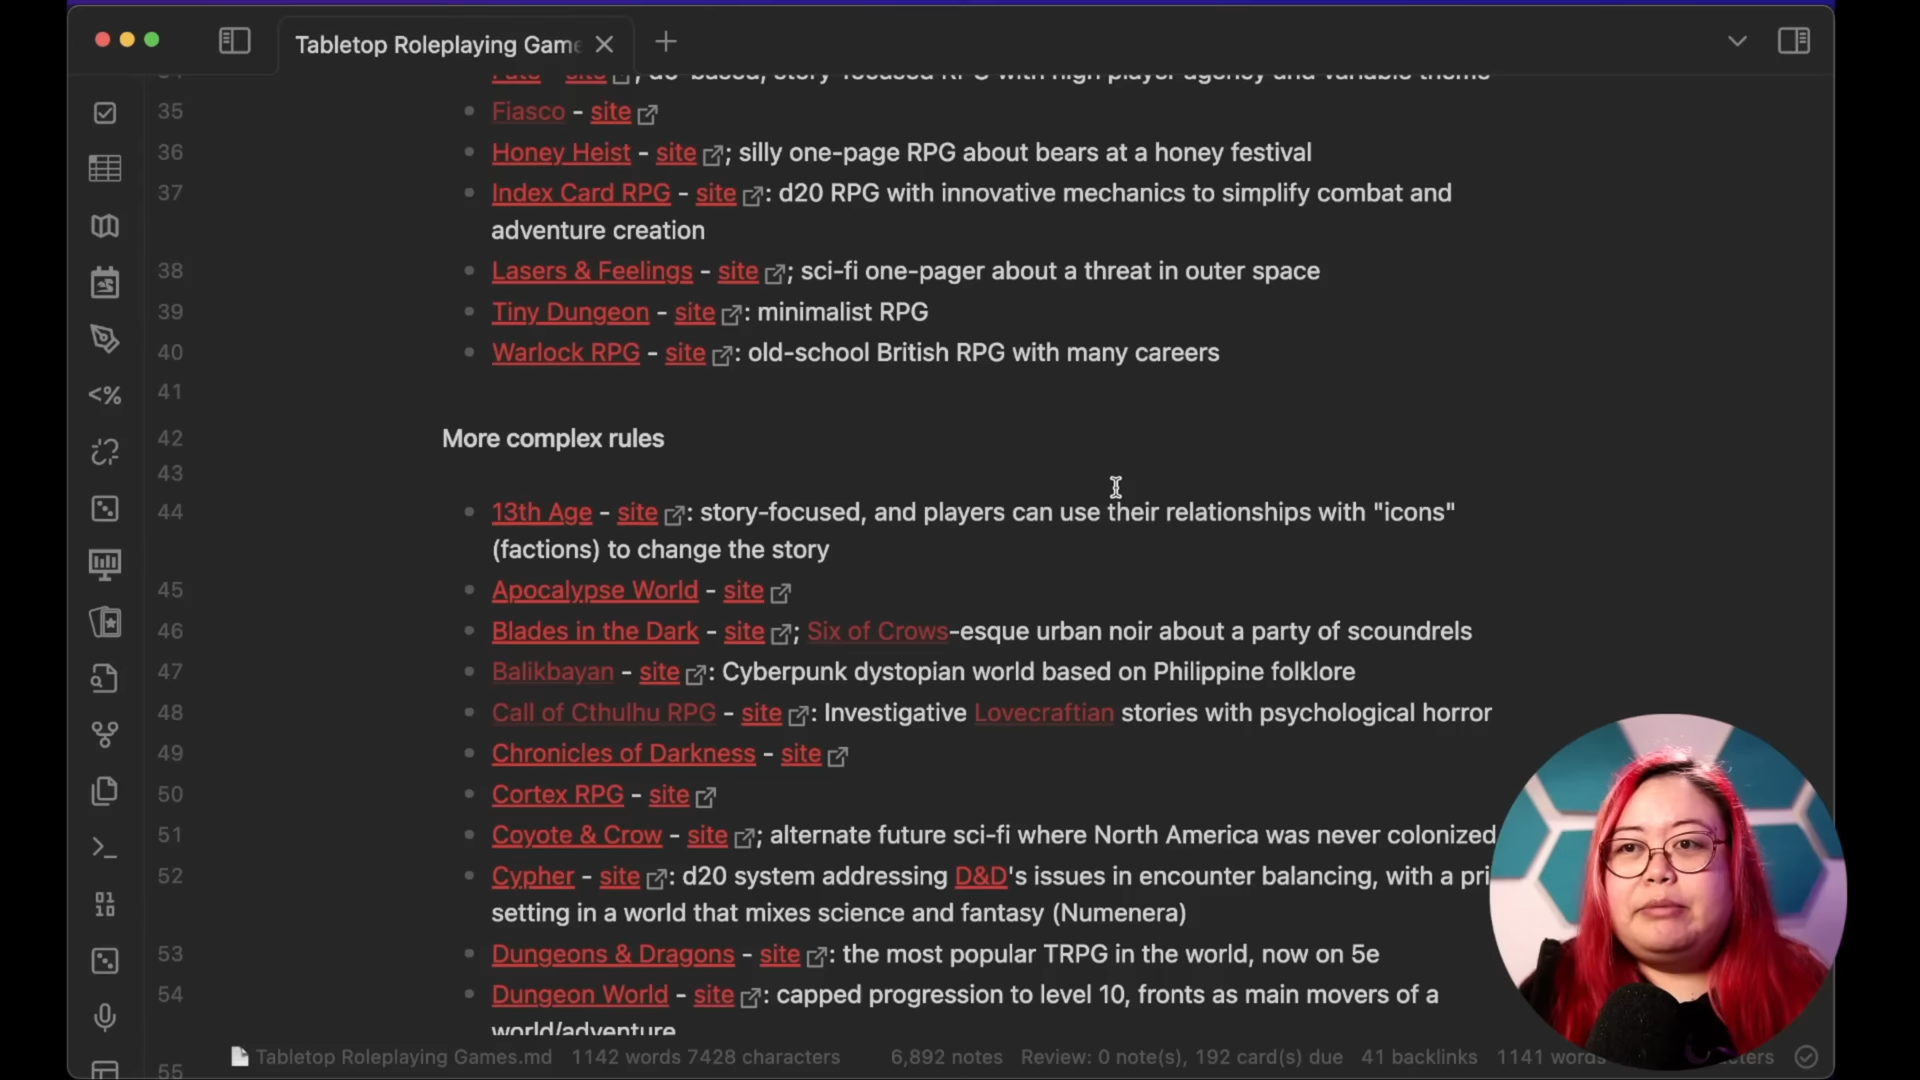 Tabletop Roleplaying Game
35 Fiasco - site
36 Honey Heist - site; silly one-page RPG about bears at a honey festival
37 Index Card RPG - site: d20 RPG with innovative mechanics to simplify combat and
adventure creation
38 Lasers & Feelings - site; sci-fi one-pager about a threat in outer space
39 Tiny Dungeon - site: minimalist RPG
40 Warlock RPG - site: old-school British RPG with many careers
41
42 More complex rules
43
44 13th Age - site: story-focused, and players can use their relationships with "icons"
(factions) to change the story
45 Apocalypse World - site
46 Blades in the Dark - site; Six of Crows-esque urban noir about a party of scoundrels
47 Balikbayan - site: Cyberpunk dystopian world based on Philippine folklore
48 Call of Cthulhu RPG - site: Investigative Lovecraftian stories with psychological horror
49 Chronicles of Darkness - site
50 Cortex RPG - site
51 Coyote & Crow - site; alternate future sci-fi where North America was never colonized
52 Cypher - site: d20 system addressing D&D's issues in encounter balancing, with a pri
setting in a world that mixes science and fantasy (Numenera)
53 Dungeons & Dragons - site: the most popular TRPG in the world, now on 5e
54 Dungeon World - site: capped progression to level 10, fronts as main movers of a
world/adventure
55
Tabletop Roleplaying Games.md 1142 words 7428 characters 6,892 notes Review: 0 note(s), 192 card(s) due 41 backlinks 1141 words